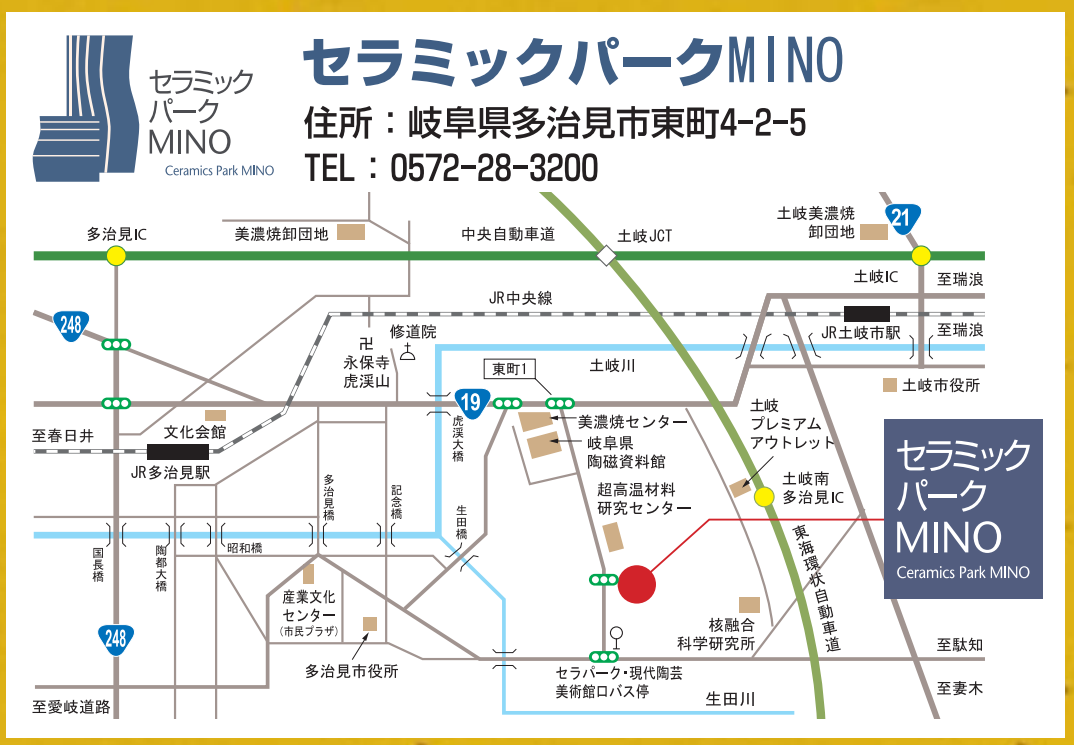 セラミック
パーク
MINO
Ceramics Park MINO
セラミックパークMINO
住所：岐阜県多治見市東町4-2-5
TEL：0572-28-3200
多治見IC
美濃焼卸団地
中央自動車道
土岐JCT
土岐美濃焼
卸団地
21
土岐IC
至瑞浪
JR中央線
248
修道院
卍
永保寺
虎渓山
JR土岐市駅
至瑞浪
東町1
土岐川
土岐市役所
19
至春日井
文化会館
JR多治見駅
虎渓大橋
美濃焼センター
岐阜県
陶磁資料館
土岐
プレミアム
アウトレット
セラミック
パーク
MINO
Ceramics Park MINO
多治見橋
記念橋
生田橋
超高温材料
研究センター
土岐南
多治見IC
国長橋
陶都大橋
昭和橋
東海環状自動車道
産業文化
センター
(市民プラザ)
248
多治見市役所
核融合
科学研究所
至駄知
セラパーク・現代陶芸
美術館口バス停
至妻木
生田川
至愛岐道路